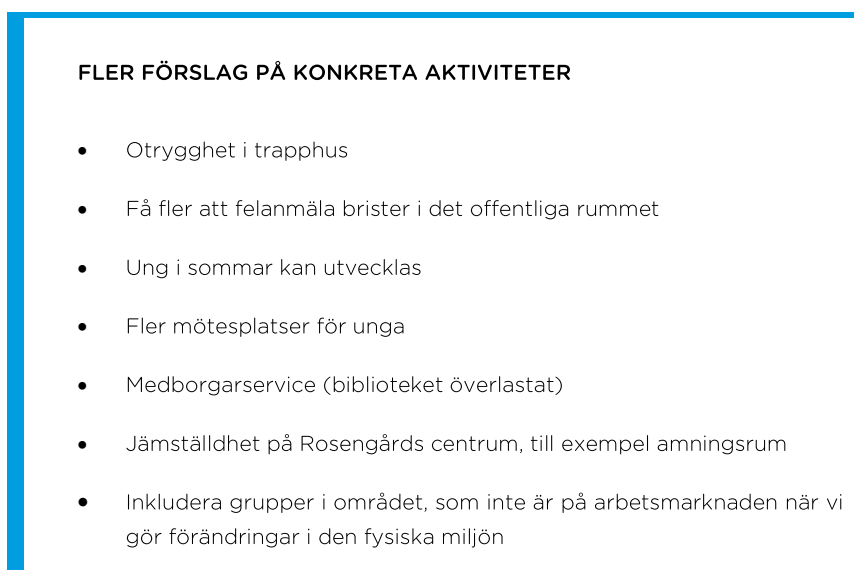 FLER FÖRSLAG PÅ KONKRETA AKTIVITETER
• Otrygghet i trapphus
• Få fler att felanmäla brister i det offentliga rummet
• Ung i sommar kan utvecklas
• Fler mötesplatser för unga
• Medborgarservice (biblioteket överlastat)
• Jämställdhet på Rosengårds centrum, till exempel amningsrum
• Inkludera grupper i området, som inte är på arbetsmarknaden när vi
gör förändringar i den fysiska miljön